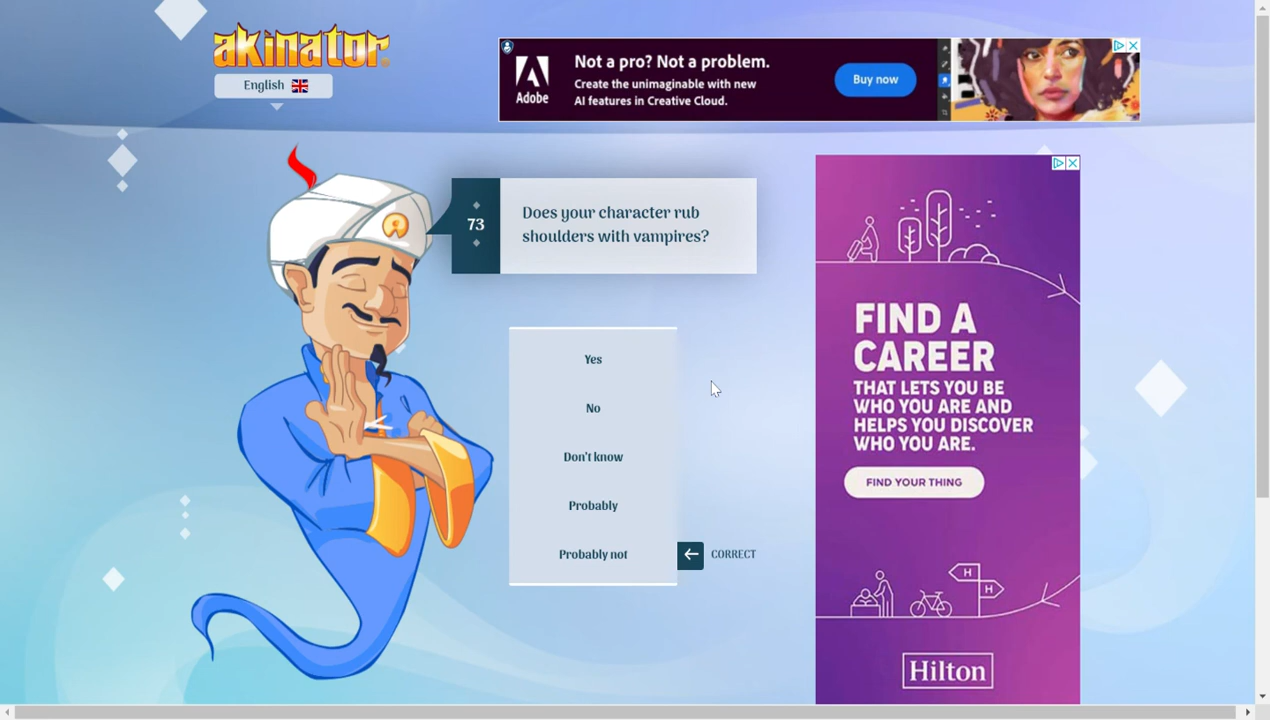 akinator
English
Adobe
Not a pro? Not a problem.
Create the unimaginable with new
AI features in Creative Cloud.
Buy now
73
Does your character rub
shoulders with vampires?
Yes
No
Don't know
Probably
Probably not
CORRECT
FIND A
CAREER
THAT LETS YOU BE
WHO YOU ARE AND
HELPS YOU DISCOVER
WHO YOU ARE.
FIND YOUR THING
H
H
Hilton